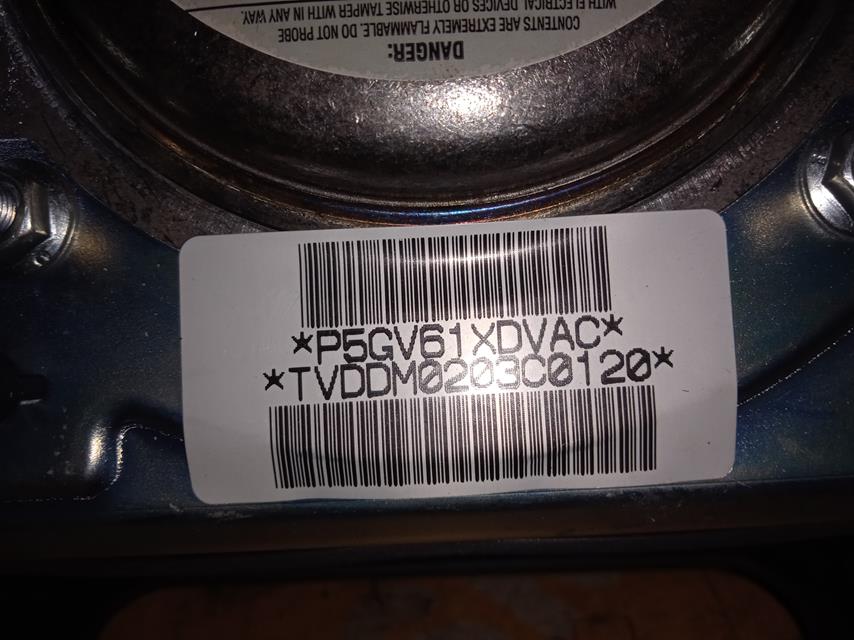 DANGER:
CONTENTS ARE EXTREMELY FLAMMABLE. DO NOT PROBE
WITH ELECTRICAL DEVICES OR OTHERWISE TAMPER WITH IN ANY WAY.
*P5GV61XDVAC*
*TVDDM0203C0120*